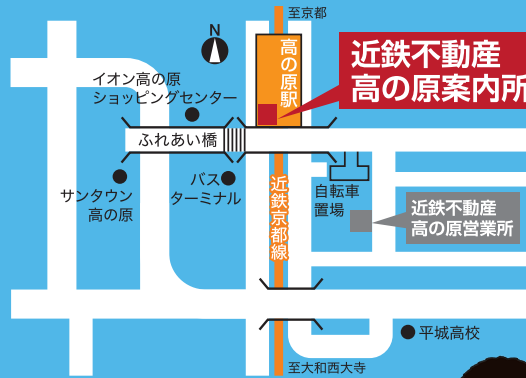 至京都
N
高の原駅
近鉄不動産
高の原案内所
イオン高の原
ショッピングセンター
ふれあい橋
サンタウン
高の原
バス
ターミナル
近鉄京都線
自転車
置場
近鉄不動産
高の原営業所
平城高校
至大和西大寺